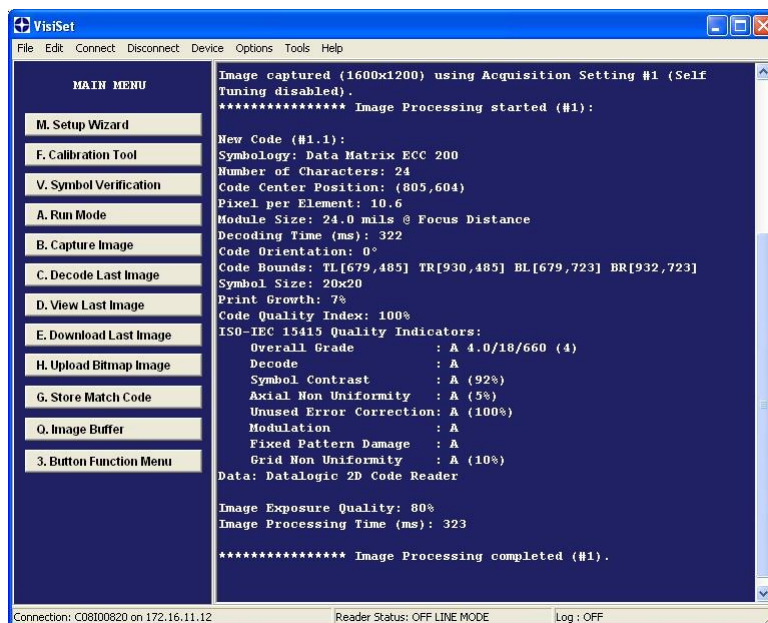 VisiSet
File Edit Connect Disconnect Device Options Tools Help
MAIN MENU
M. Setup Wizard
F. Calibration Tool
V. Symbol Verification
A. Run Mode
B. Capture Image
C. Decode Last Image
D. View Last Image
E. Download Last Image
H. Upload Bitmap Image
G. Store Match Code
Q. Image Buffer
3. Button Function Menu
Image captured (1600x1200) using Acquisition Setting #1 (Self
Tuning disabled).
**************** Image Processing started (#1):
New Code (#1.1):
Symbology: Data Matrix ECC 200
Number of Characters: 24
Code Center Position: (805,604)
Pixel per Element: 10.6
Module Size: 24.0 mils @ Focus Distance
Decoding Time (ms): 322
Code Orientation: 0°
Code Bounds: TL[679,485] TR[930,485] BL[679,723] BR[932,723]
Symbol Size: 20x20
Print Growth: 7%
Code Quality Index: 100%
ISO-IEC 15415 Quality Indicators:
Overall Grade : A 4.0/18/660 (4)
Decode : A
Symbol Contrast : A (92%)
Axial Non Uniformity : A (5%)
Unused Error Correction: A (100%)
Modulation : A
Fixed Pattern Damage : A
Grid Non Uniformity : A (10%)
Data: Datalogic 2D Code Reader
Image Exposure Quality: 80%
Image Processing Time (ms): 323
**************** Image Processing completed (#1).
Connection: C08I00820 on 172.16.11.12 Reader Status: OFF LINE MODE Log : OFF